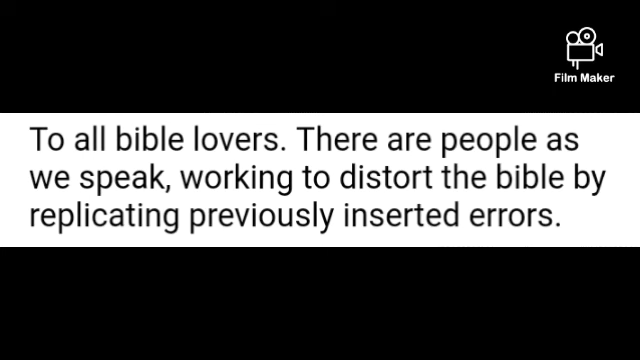 Film Maker
To all bible lovers. There are people as
we speak, working to distort the bible by
replicating previously inserted errors.